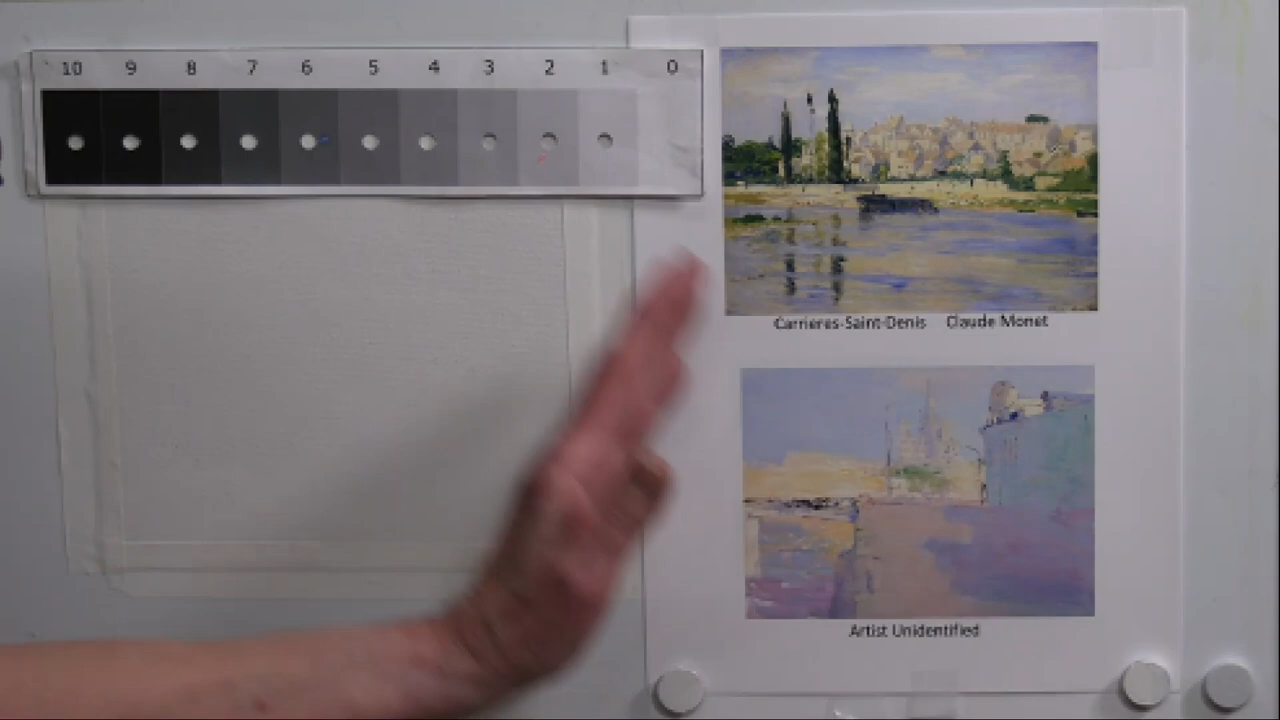 10 9 8 7 6 5 4 3 2 1 0
Carrieres-Saint-Denis Claude Monet
Artist Unidentified